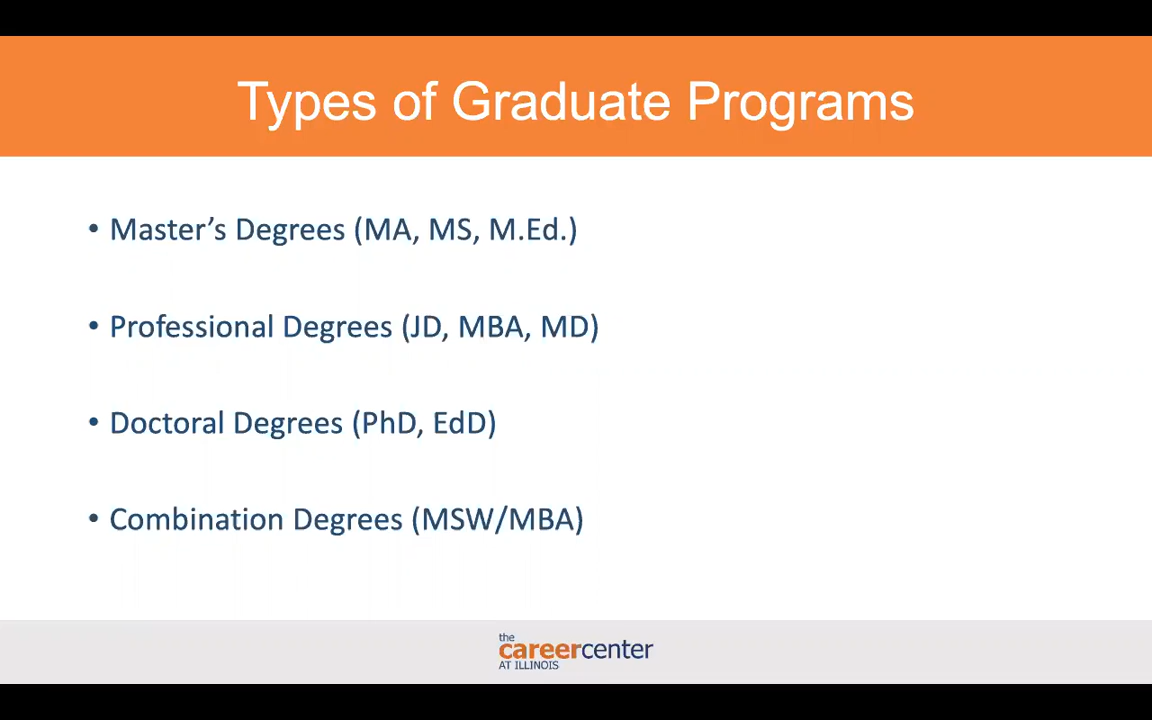 Types of Graduate Programs
• Master’s Degrees (MA, MS, M.Ed.)
• Professional Degrees (JD, MBA, MD)
• Doctoral Degrees (PhD, EdD)
• Combination Degrees (MSW/MBA)
the
careercenter
AT ILLINOIS